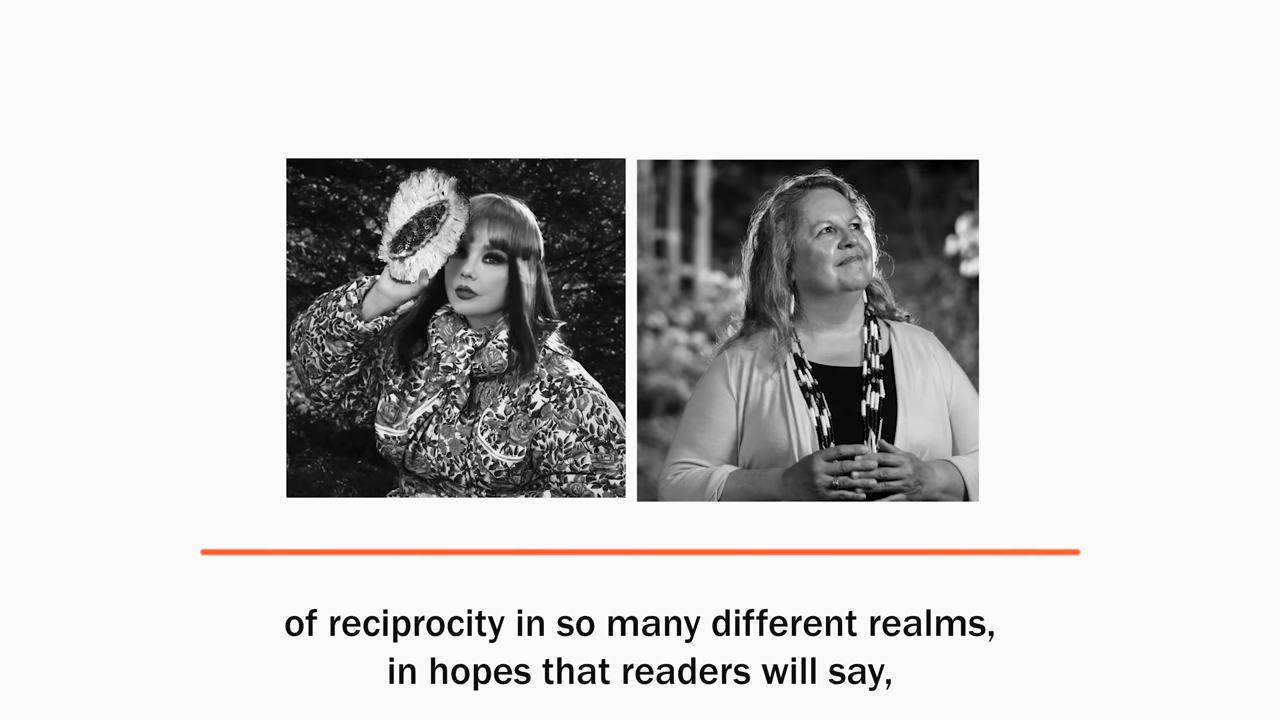 of reciprocity in so many different realms,
in hopes that readers will say,